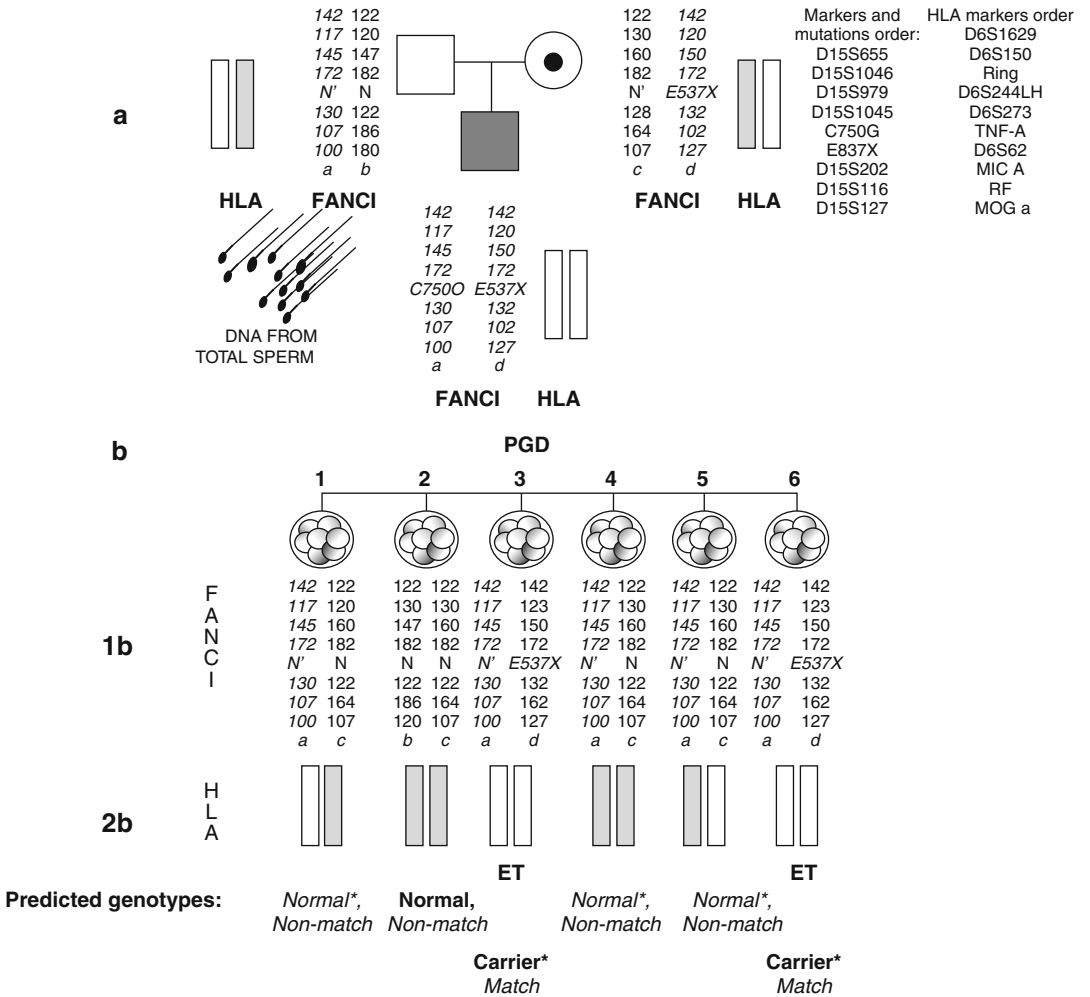 a
142 122
117 120
145 147
172 182
N' N
130 122
107 186
100 180
a b
HLA FANCI
122 142
130 120
160 150
182 172
N' E537X
128 132
164 102
107 127
c d
FANCI HLA
Markers and
mutations order:
D15S655
D15S1046
D15S979
D15S1045
C750G
E837X
D15S202
D15S116
D15S127
HLA markers order
D6S1629
D6S150
Ring
D6S244LH
D6S273
TNF-A
D6S62
MIC A
RF
MOG a
DNA FROM
TOTAL SPERM
142 142
117 120
145 150
172 172
C750O E537X
130 132
107 102
100 127
a d
FANCI HLA
b
PGD
1 2 3 4 5 6
1b
F
A
N
C
I
142 122 122 122 142 142 142 122 142 122 142 142
117 120 130 130 117 123 117 130 117 130 117 123
145 160 147 160 145 150 145 160 145 160 145 150
172 182 182 182 172 172 172 182 172 182 172 172
N' N N N N' E537X N' N N' N N' E537X
130 122 122 122 130 132 130 122 130 122 130 132
107 164 186 164 107 162 107 164 107 164 107 162
100 107 120 107 100 127 100 107 100 107 100 127
a c b c a d a c a c a d
2b
H
L
A
ET ET
Predicted genotypes: Normal*, Normal, Normal*, Normal*,
Non-match Non-match Non-match Non-match
Carrier* Carrier*
Match Match